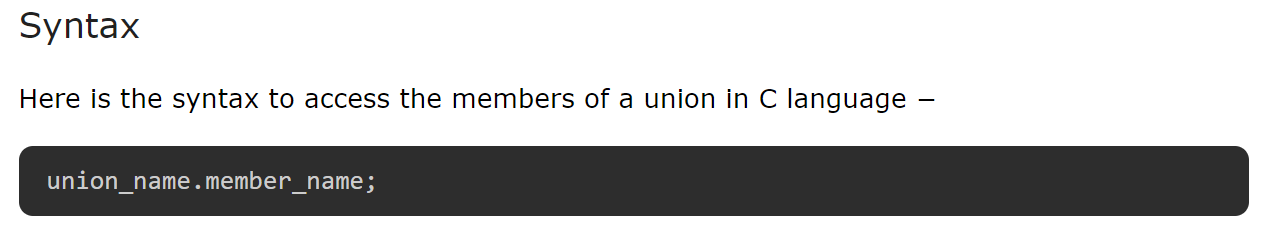 Syntax
Here is the syntax to access the members of a union in C language −
union_name.member_name;